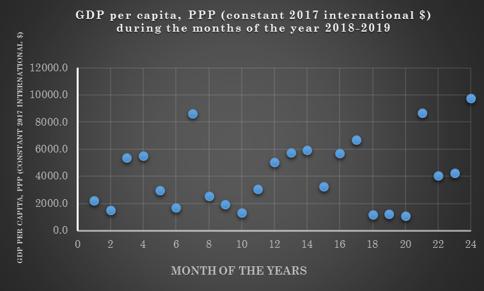 GDP per capita, PPP (constant 2017 international $)
during the months of the year 2018-2019
GDP PER CAPITA, PPP (CONSTANT 2017 INTERNATIONAL $)
12000.0
10000.0
8000.0
6000.0
4000.0
2000.0
0.0
0 2 4 6 8 10 12 14 16 18 20 22 24
MONTH OF THE YEARS